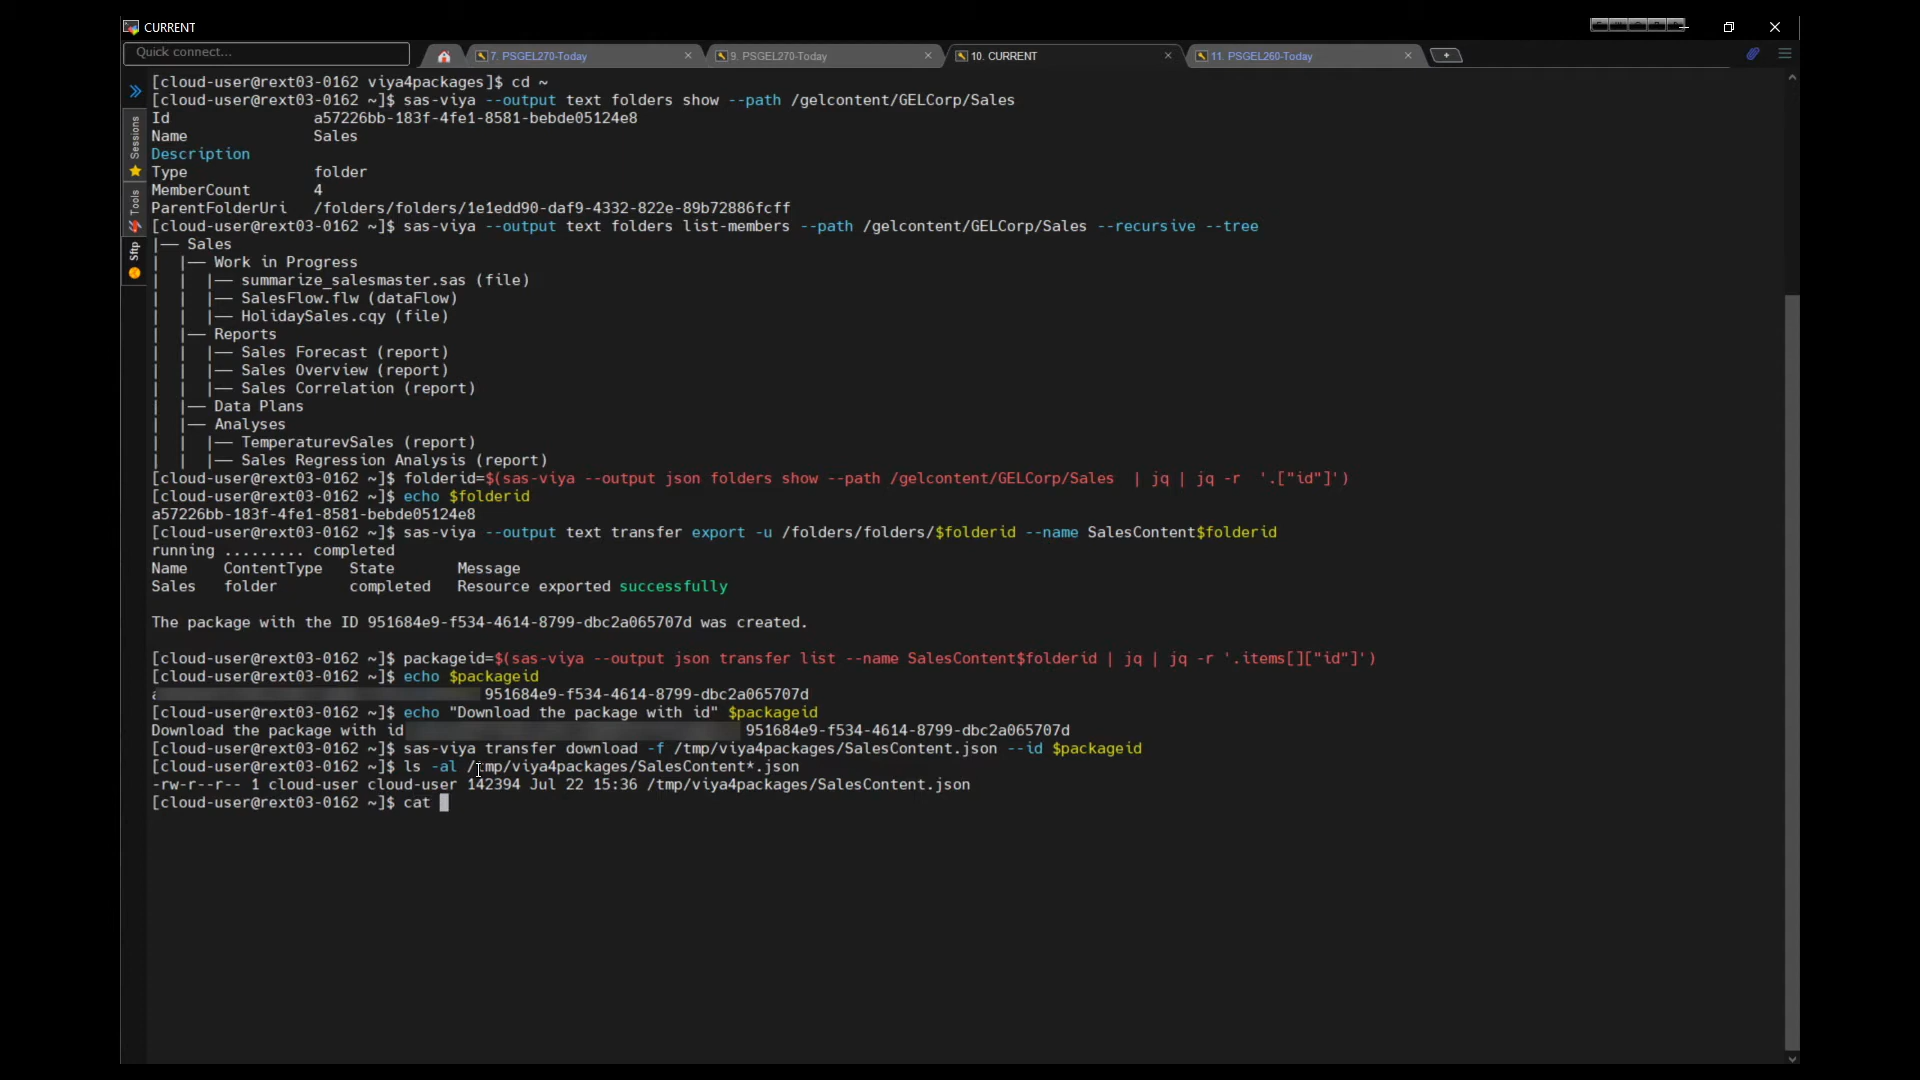 CURRENT
Quick connect...
7. PSGEL270-Today
9. PSGEL270-Today
10. CURRENT
11. PSGEL260-Today
Sessions
Tools
Sftp
[cloud-user@rext03-0162 viya4packages]$ cd ~
[cloud-user@rext03-0162 ~]$ sas-viya --output text folders show --path /gelcontent/GELCorp/Sales
Id                a57226bb-183f-4fe1-8581-bebde05124e8
Name              Sales
Description
Type              folder
MemberCount       4
ParentFolderUri   /folders/folders/1e1edd90-daf9-4332-822e-89b72886fcff
[cloud-user@rext03-0162 ~]$ sas-viya --output text folders list-members --path /gelcontent/GELCorp/Sales --recursive --tree
|—— Sales
|  |—— Work in Progress
|  |  |—— summarize_salesmaster.sas (file)
|  |  |—— SalesFlow.flw (dataFlow)
|  |  |—— HolidaySales.cqy (file)
|  |—— Reports
|  |  |—— Sales Forecast (report)
|  |  |—— Sales Overview (report)
|  |  |—— Sales Correlation (report)
|  |—— Data Plans
|  |—— Analyses
|  |  |—— TemperaturevSales (report)
|  |  |—— Sales Regression Analysis (report)
[cloud-user@rext03-0162 ~]$ folderid=$(sas-viya --output json folders show --path /gelcontent/GELCorp/Sales  | jq | jq -r  '.["id"]')
[cloud-user@rext03-0162 ~]$ echo $folderid
a57226bb-183f-4fe1-8581-bebde05124e8
[cloud-user@rext03-0162 ~]$ sas-viya --output text transfer export -u /folders/folders/$folderid --name SalesContent$folderid
running ......... completed
Name    ContentType   State       Message
Sales   folder        completed   Resource exported successfully
The package with the ID 951684e9-f534-4614-8799-dbc2a065707d was created.
[cloud-user@rext03-0162 ~]$ packageid=$(sas-viya --output json transfer list --name SalesContent$folderid | jq | jq -r '.items[]["id"]')
[cloud-user@rext03-0162 ~]$ echo $packageid
951684e9-f534-4614-8799-dbc2a065707d
[cloud-user@rext03-0162 ~]$ echo "Download the package with id" $packageid
Download the package with id 951684e9-f534-4614-8799-dbc2a065707d
[cloud-user@rext03-0162 ~]$ sas-viya transfer download -f /tmp/viya4packages/SalesContent.json --id $packageid
[cloud-user@rext03-0162 ~]$ ls -al /tmp/viya4packages/SalesContent*.json
-rw-r--r-- 1 cloud-user cloud-user 142394 Jul 22 15:36 /tmp/viya4packages/SalesContent.json
[cloud-user@rext03-0162 ~]$ cat